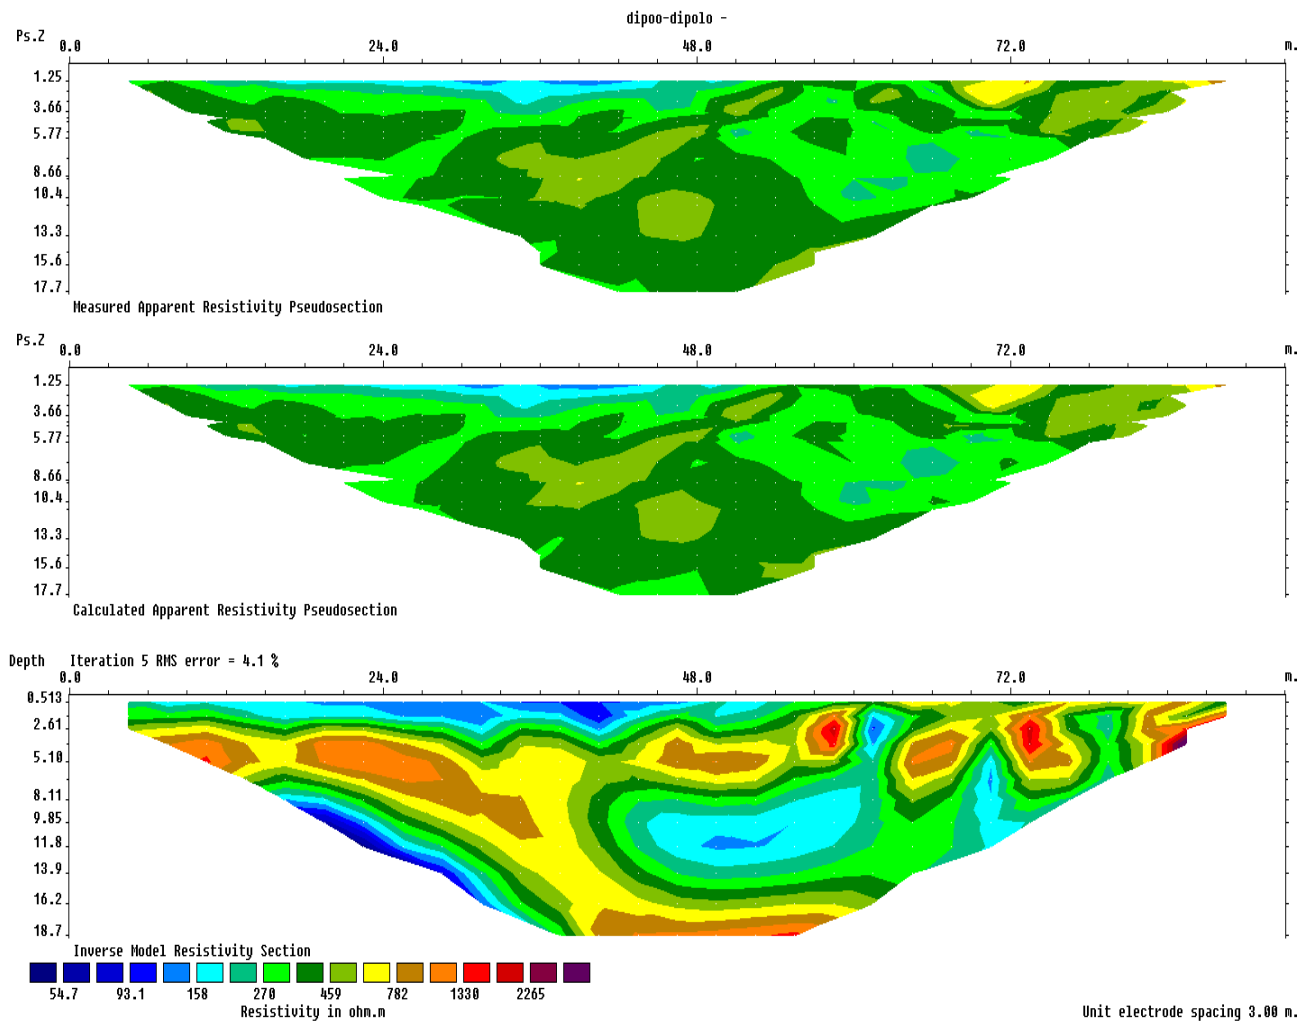 dipoo-dipolo -
Ps.Z
0.0 24.0 48.0 72.0 m.
1.25
3.66
5.77
8.66
10.4
13.3
15.6
17.7
Measured Apparent Resistivity Pseudosection
Ps.Z
0.0 24.0 48.0 72.0 m.
1.25
3.66
5.77
8.66
10.4
13.3
15.6
17.7
Calculated Apparent Resistivity Pseudosection
Depth Iteration 5 RMS error = 4.1 %
0.0 24.0 48.0 72.0 m.
0.513
2.61
5.10
8.11
9.85
11.8
13.9
16.2
18.7
Inverse Model Resistivity Section
54.7 93.1 158 270 459 782 1330 2265
Resistivity in ohm.m Unit electrode spacing 3.00 m.